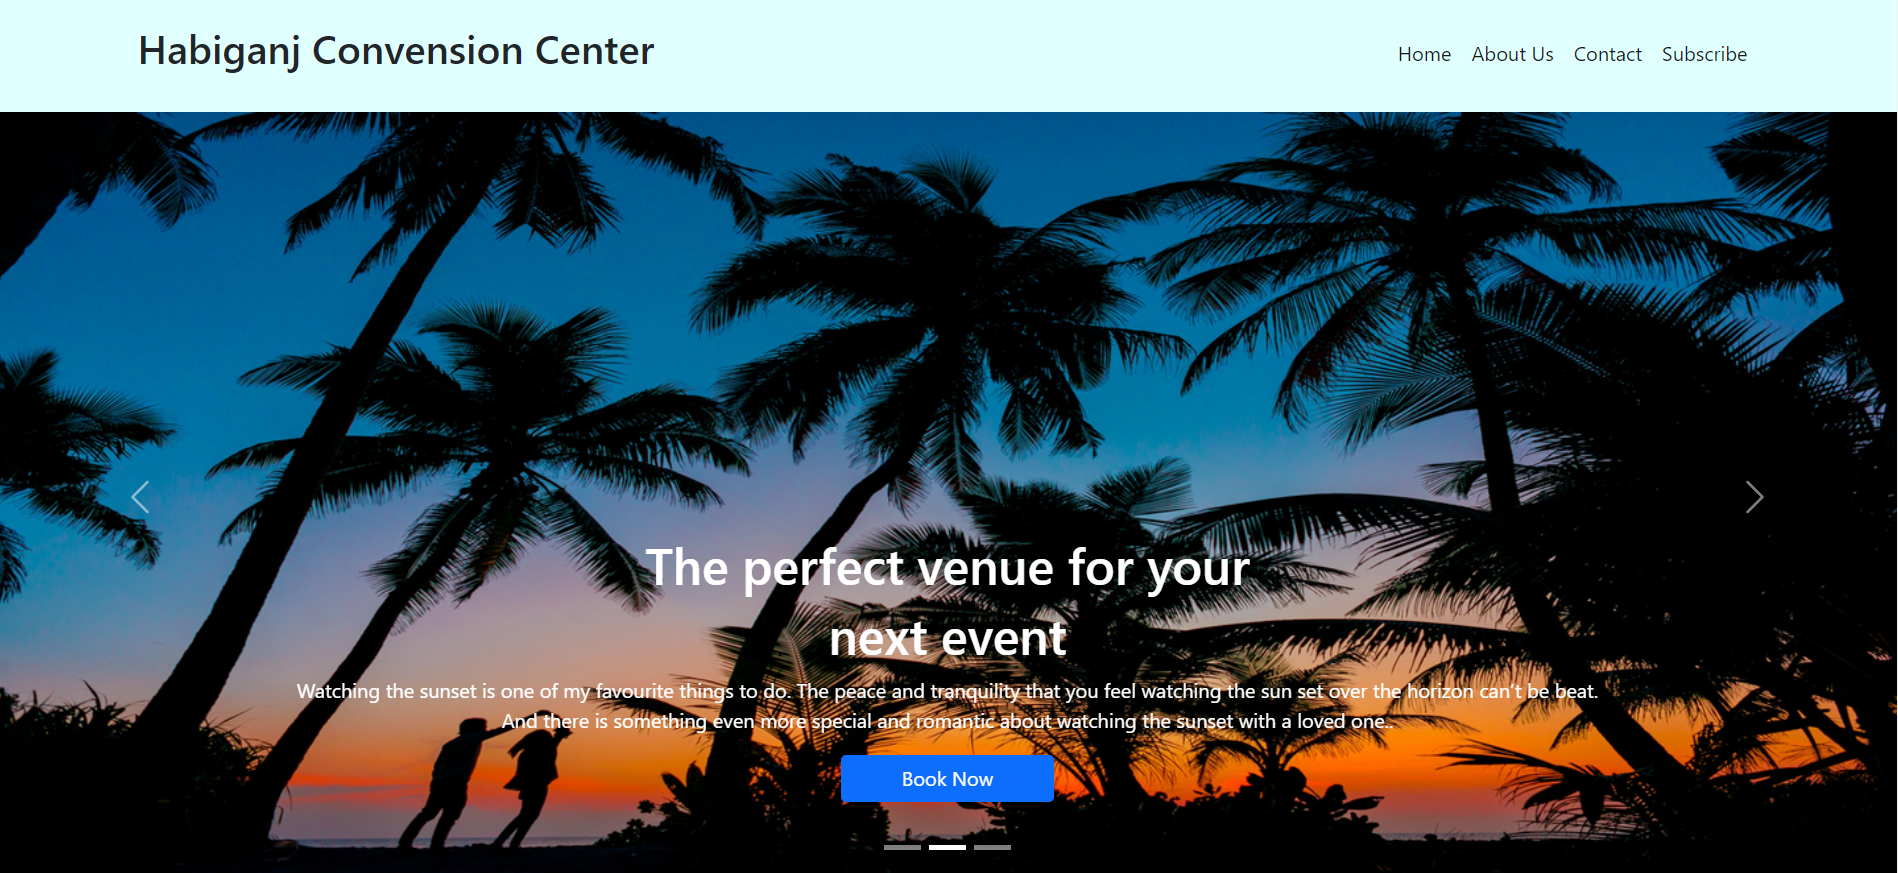 Habiganj Convension Center
Home About Us Contact Subscribe
The perfect venue for your
next event
Watching the sunset is one of my favourite things to do. The peace and tranquility that you feel watching the sun set over the horizon can’t be beat.
And there is something even more special and romantic about watching the sunset with a loved one..
Book Now